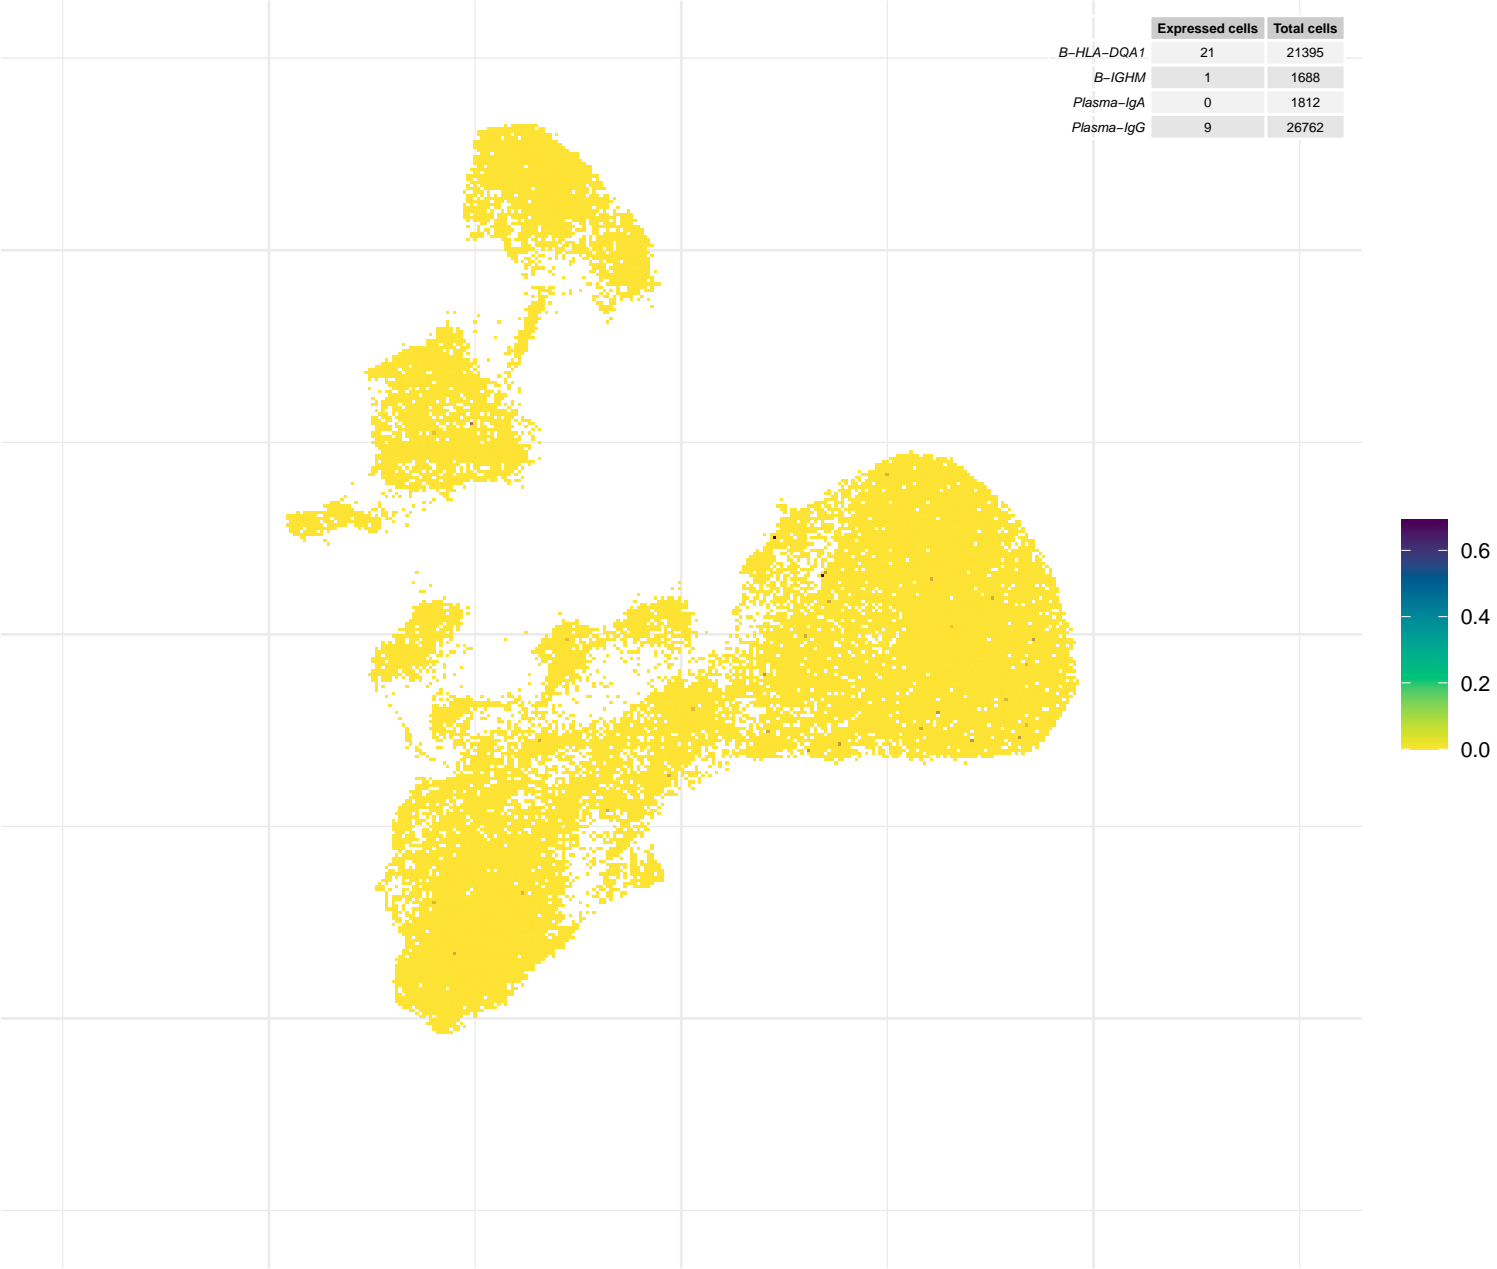 Expressed cells Total cells
B−HLA−DQA1 21 21395
B−IGHM 1 1688
Plasma−IgA 0 1812
Plasma−IgG 9 26762
0.6
0.4
0.2
0.0